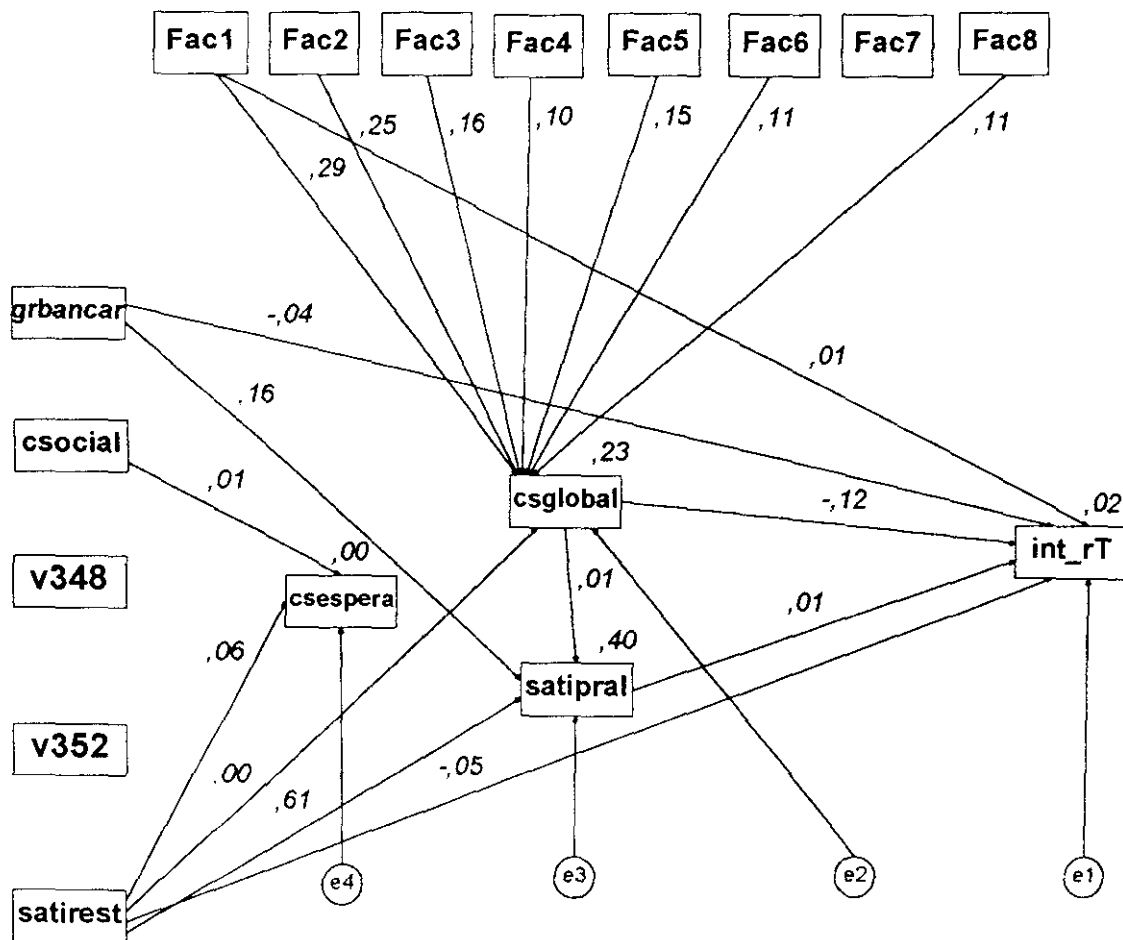 Fac1 Fac2 Fac3 Fac4 Fac5 Fac6 Fac7 Fac8
,25 ,16 ,10 ,15 ,11 ,11
,29
grbancar
-,04
,01
,16
csocial
,23
,01
csglobal
-,12
,02
,00
int_rT
v348
csespera
,01
,01
,06
,40
satipral
v352
,00
-,05
,61
e4 e3 e2 e1
satirest